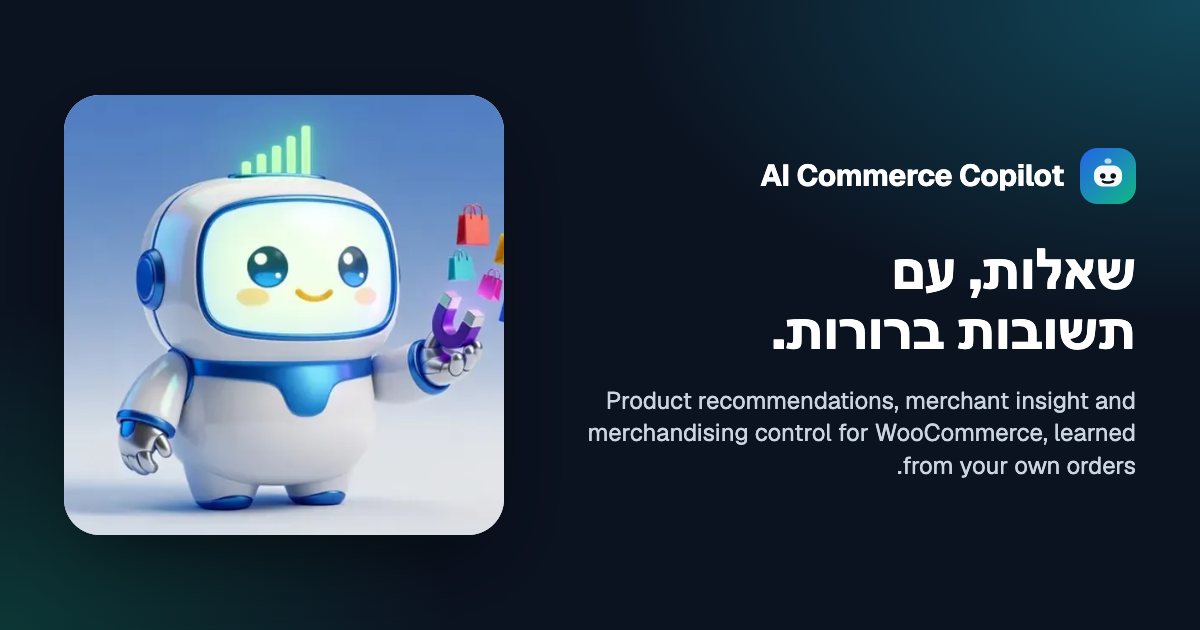 AI Commerce Copilot
שאלות, עם
תשובות ברורות.
Product recommendations, merchant insight and
merchandising control for WooCommerce, learned
.from your own orders